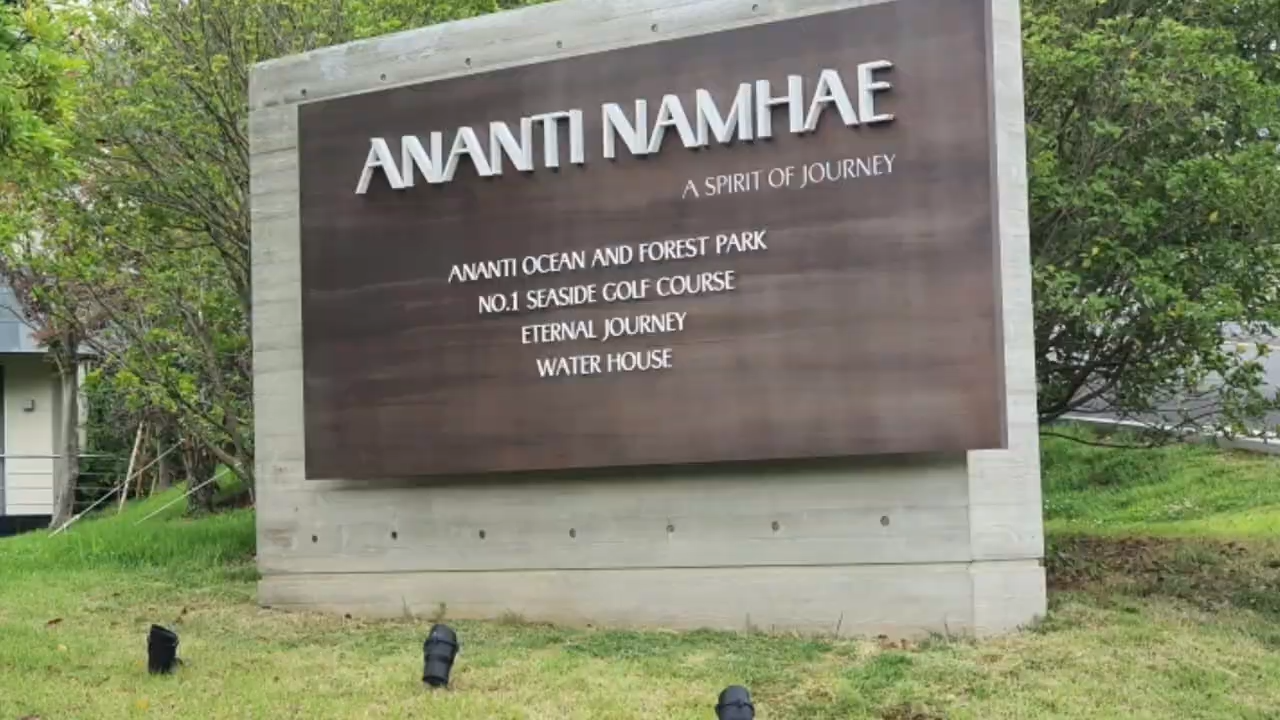 ANANTI NAMHAE
A SPIRIT OF JOURNEY
ANANTI OCEAN AND FOREST PARK
NO.1 SEASIDE GOLF COURSE
ETERNAL JOURNEY
WATER HOUSE